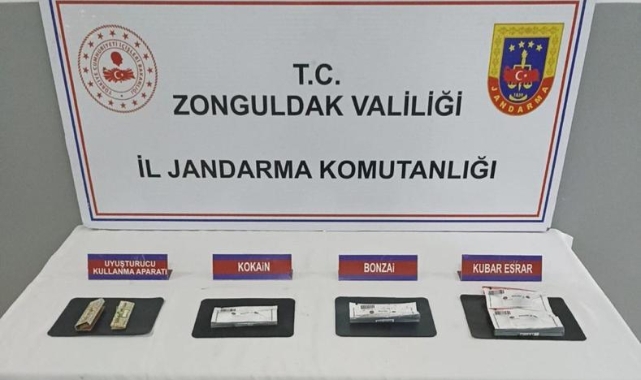 T.C.
ZONGULDAK VALİLİĞİ
İL JANDARMA KOMUTANLIĞI
JANDARMA
UYUŞTURUCU
KULLANMA APARATI
KOKAİN
BONZAİ
KUBAR ESRAR